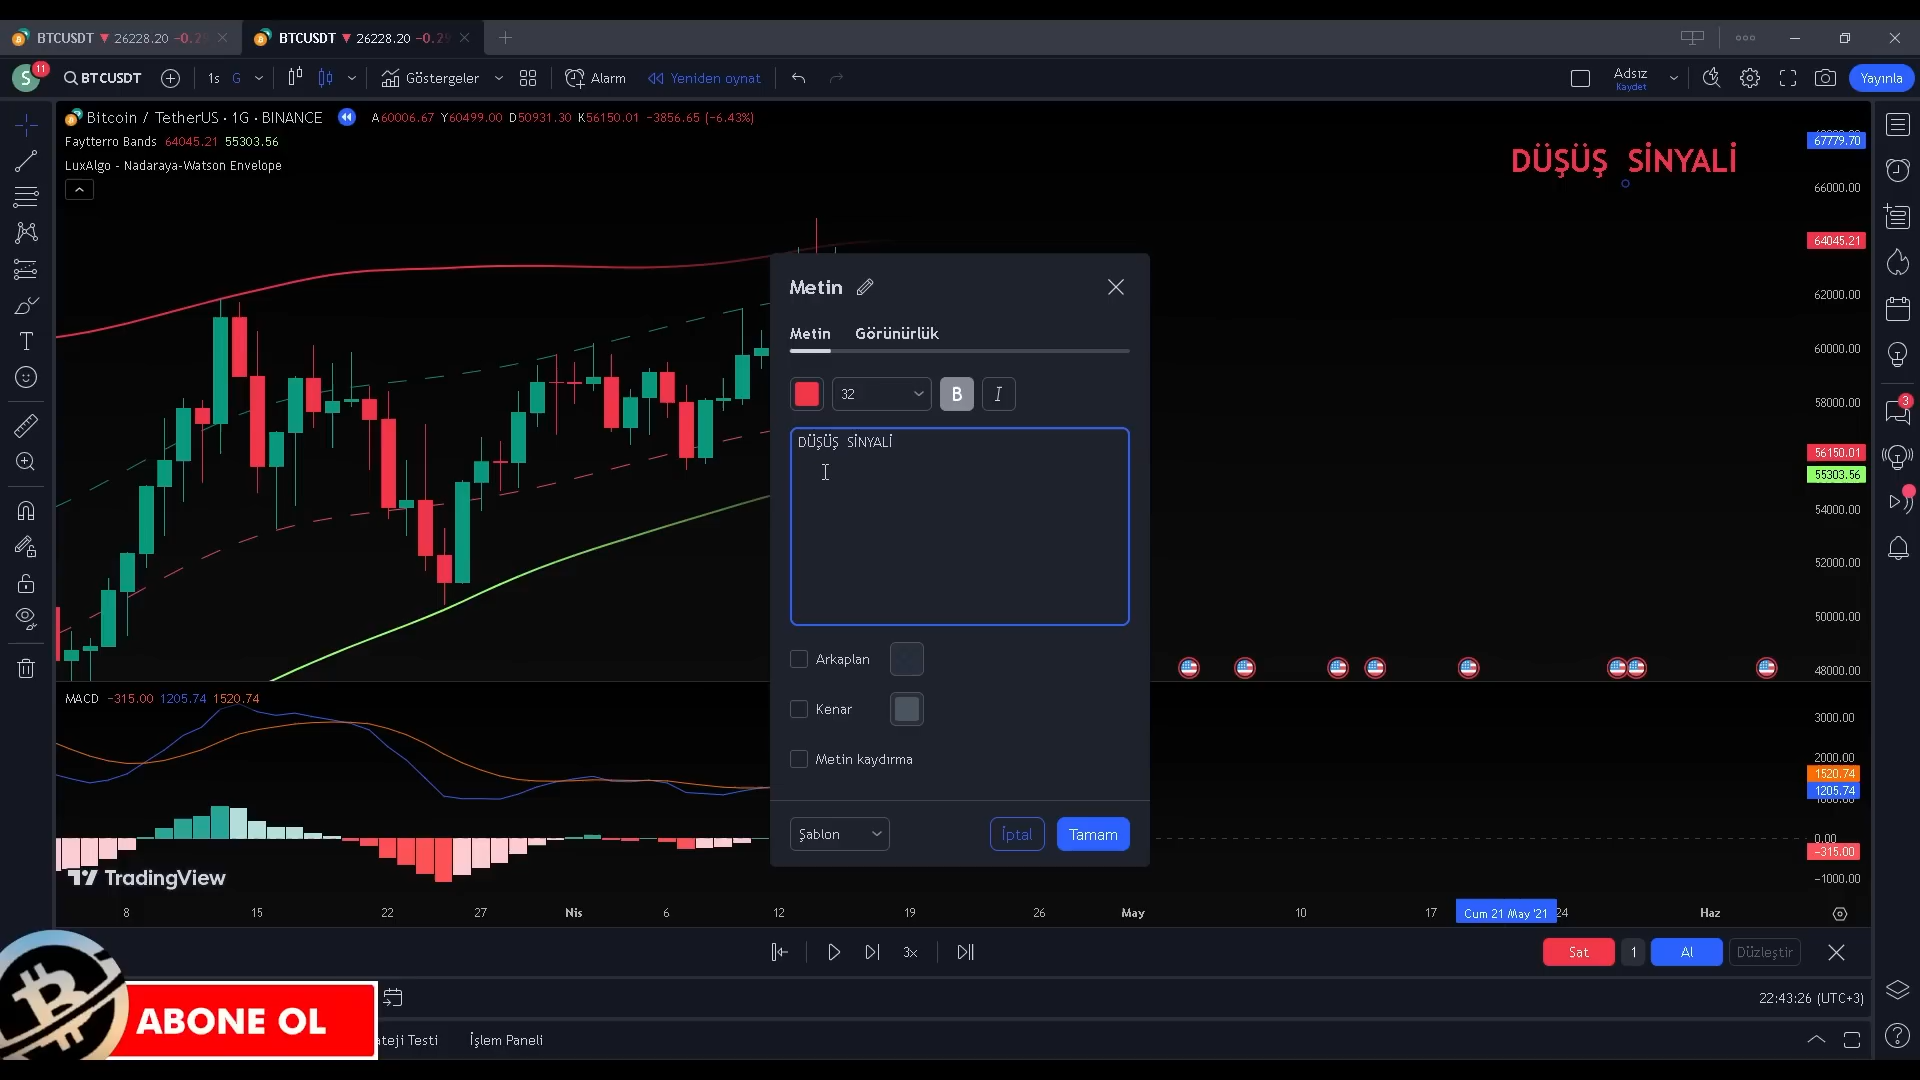 BTCUSDT ▼ 26228.20 −0.2
BTCUSDT ▼ 26228.20 −0.2
S 11 BTCUSDT 1s G Göstergeler Alarm Yeniden oynat Adsız Kaydet Yayınla
Bitcoin / TetherUS · 1G · BINANCE A60006.67 Y60499.00 D50931.30 K56150.01 −3856.65 (−6.43%)
Faytterro Bands 64045.21 55303.56
LuxAlgo - Nadaraya-Watson Envelope
DÜŞÜŞ SİNYALİ
67779.70
66000.00
64045.21
62000.00
60000.00
58000.00
56150.01
55303.56
54000.00
52000.00
50000.00
48000.00
Metin
Metin Görünürlük
32 B I
DÜŞÜŞ SİNYALİ
Arkaplan
Kenar
Metin kaydırma
Şablon İptal Tamam
MACD −315.00 1205.74 1520.74
3000.00
2000.00
1520.74
1205.74
0.00
−315.00
−1000.00
TradingView
8 15 22 27 Nis 6 12 19 26 May 10 17 Cum 21 May '21 24 Haz
3x Sat 1 Al Düzleştir
3
22:43:26 (UTC+3)
ABONE OL
ateji Testi İşlem Paneli